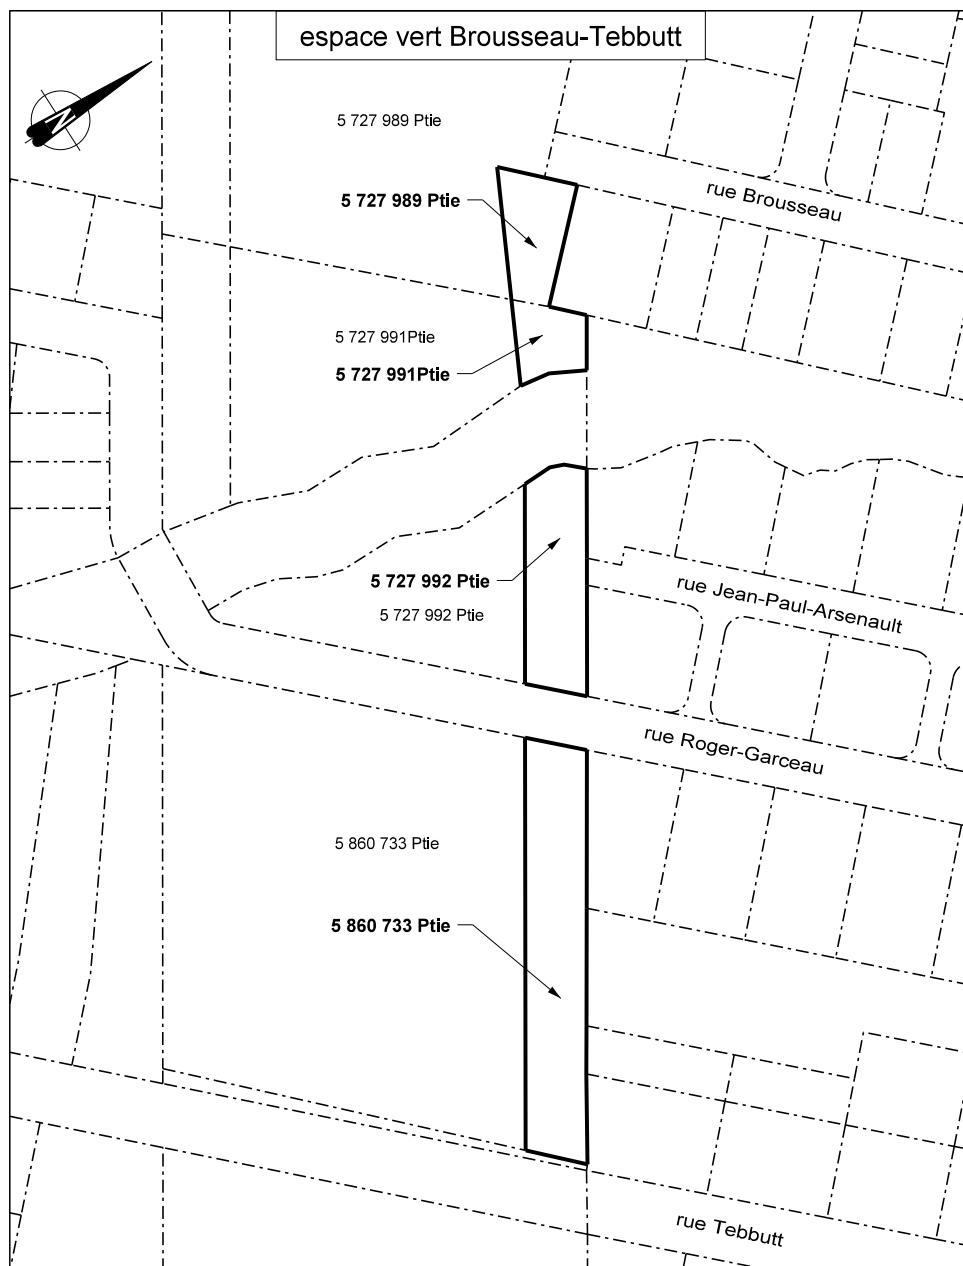 espace vert Brousseau-Tebbutt
N
5 727 989 Ptie
rue Brousseau
5 727 989 Ptie
5 727 991Ptie
5 727 991Ptie
5 727 992 Ptie
rue Jean-Paul-Arsenault
5 727 992 Ptie
rue Roger-Garceau
5 860 733 Ptie
5 860 733 Ptie
rue Tebbutt